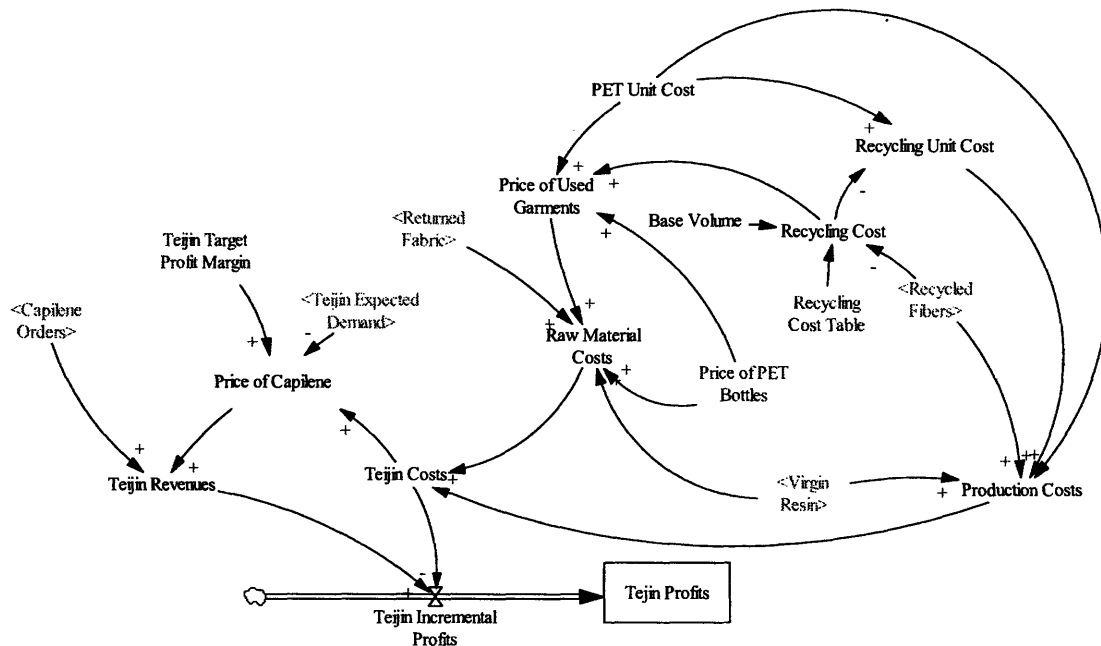 PET Unit Cost
+
Recycling Unit Cost
+
+
Price of Used
Garments
-
<Returned
Fabric>
Base Volume
Recycling Cost
+
Teijin Target
Profit Margin
-
<Capilene
Orders>
<Teijin Expected
Demand>
-
Recycling
Cost Table
<Recycled
Fibers>
+
+
+
Raw Material
Costs
Price of PET
Bottles
+
+
Price of Capilene
+
+
+
Teijin Revenues
Teijin Costs
+
<Virgin
Resin>
+
+
++
Production Costs
-
+
Teijin Incremental
Profits
Tejin Profits